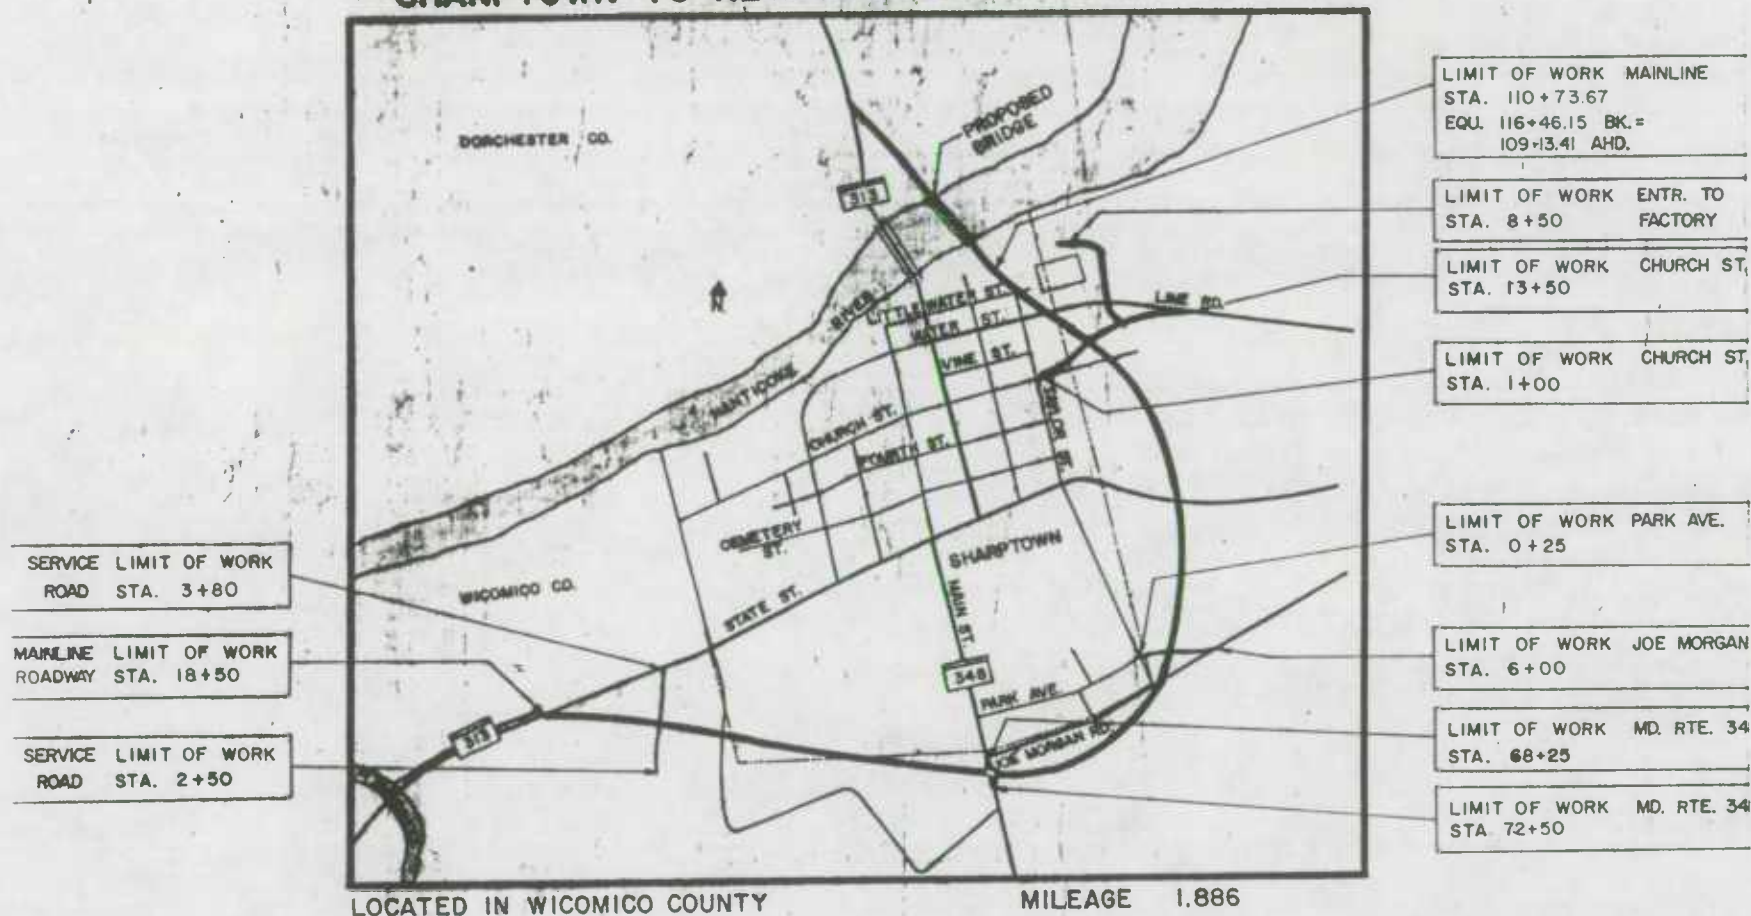 DORCHESTER CO.
PROPOSED
BRIDGE
313
NANTICOKE RIVER
LITTLE WATER ST.
WATER ST.
VINE ST.
LINE RD.
CHURCH ST.
FOURTH ST.
TAYLOR ST.
CEMETERY
ST.
SHARPTOWN
WICOMICO CO.
STATE ST.
MAIN ST.
348
PARK AVE.
JOE MORGAN RD.
313
SERVICE LIMIT OF WORK
ROAD STA. 3+80
MAINLINE LIMIT OF WORK
ROADWAY STA. 18+50
SERVICE LIMIT OF WORK
ROAD STA. 2+50
LIMIT OF WORK MAINLINE
STA. 110+73.67
EQU. 116+46.15 BK.=
109+13.41 AHD.
LIMIT OF WORK ENTR. TO
STA. 8+50 FACTORY
LIMIT OF WORK CHURCH ST.
STA. 13+50
LIMIT OF WORK CHURCH ST.
STA. 1+00
LIMIT OF WORK PARK AVE.
STA. 0+25
LIMIT OF WORK JOE MORGAN
STA. 6+00
LIMIT OF WORK MD. RTE. 34
STA. 68+25
LIMIT OF WORK MD. RTE. 34
STA 72+50
LOCATED IN WICOMICO COUNTY MILEAGE 1.886